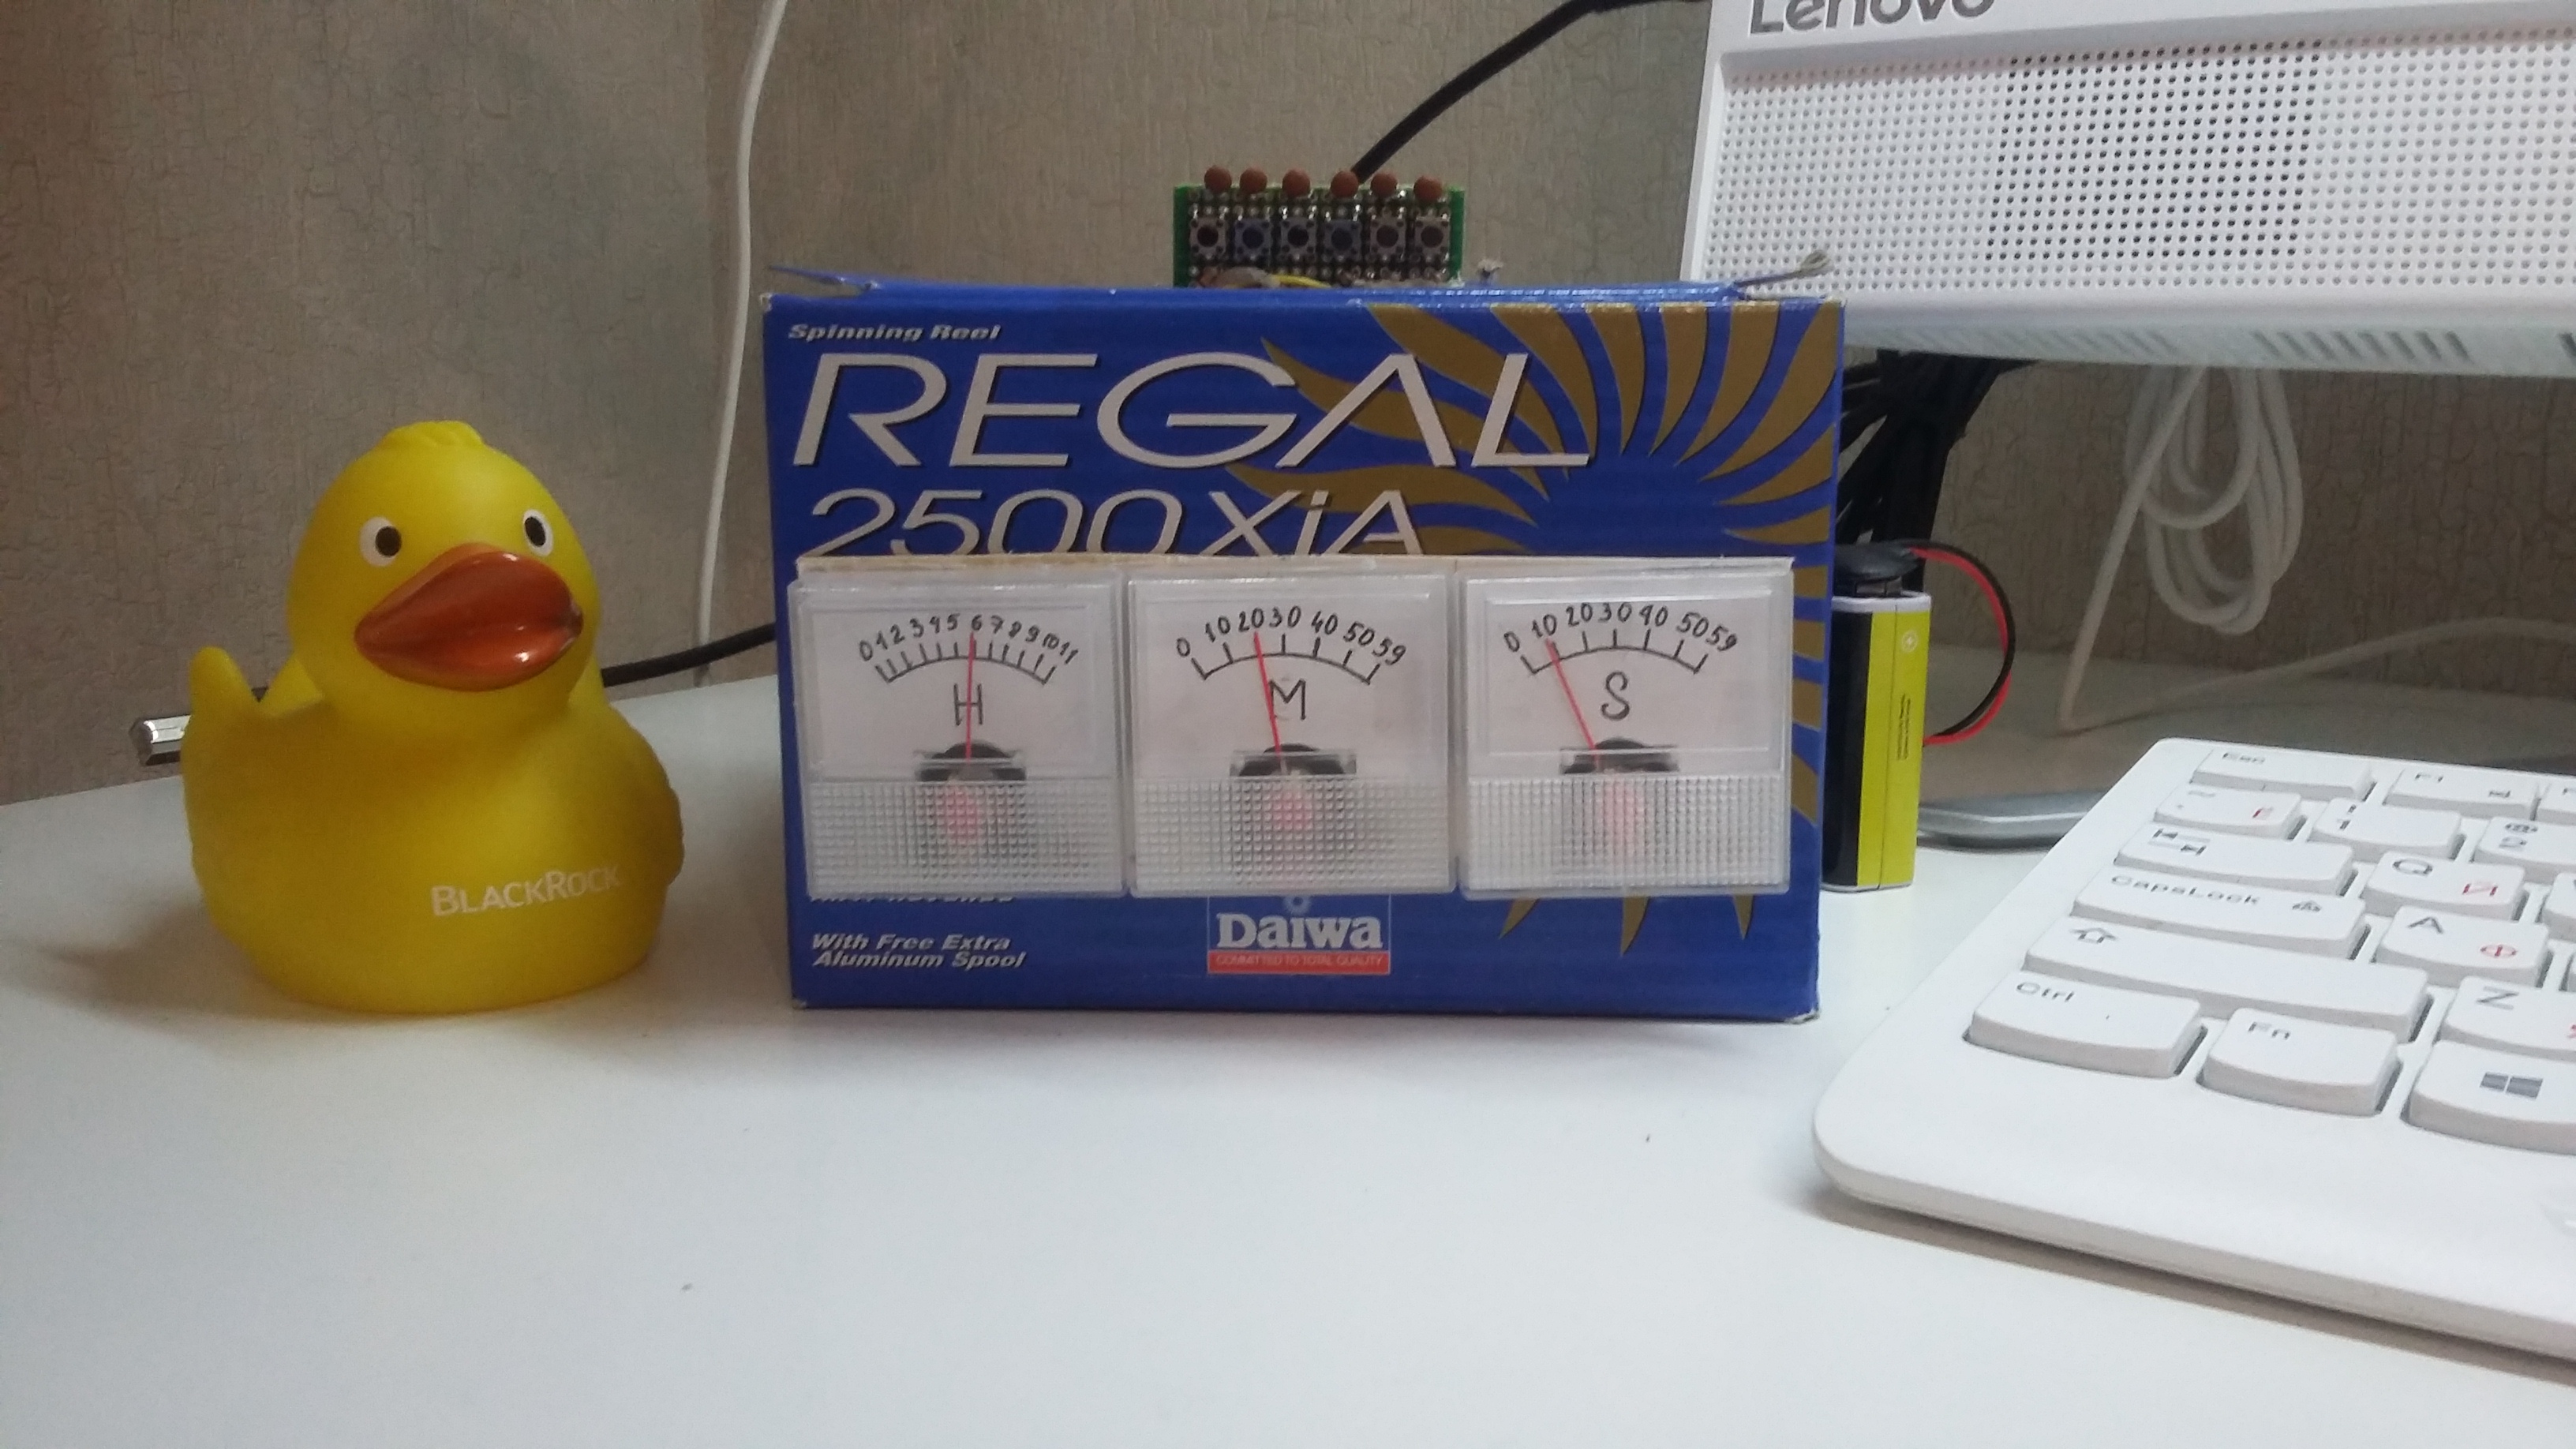 Lenovo
Spinning Reel
REGAL
2500XiA
0 1 2 3 4 5 6 7 8 9 10 11
H
0 10 20 30 40 50 59
M
0 10 20 30 40 50 59
S
BLACKROCK
With Free Extra
Aluminum Spool
Daiwa
COMMITTED TO TOTAL QUALITY
Esc F1
Q Й
CapsLock
A Ф
Z
Ctrl Fn